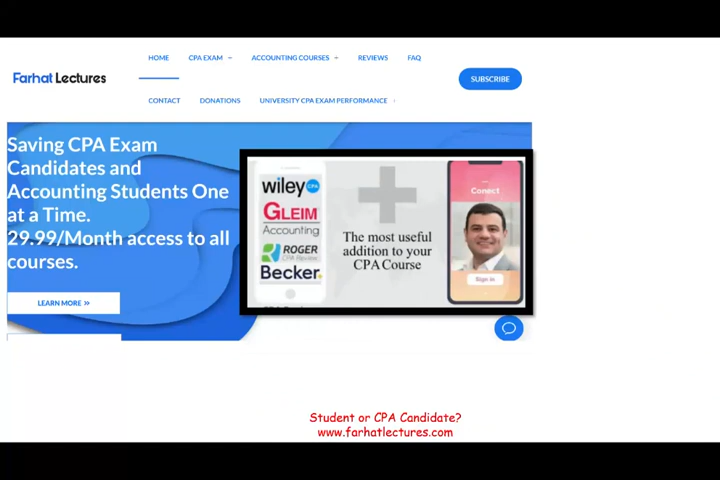 HOME
CPA EXAM
ACCOUNTING COURSES
REVIEWS
FAQ
Farhat Lectures
SUBSCRIBE
CONTACT
DONATIONS
UNIVERSITY CPA EXAM PERFORMANCE
Saving CPA Exam
Candidates and
Accounting Students One
at a Time.
29.99/Month access to all
courses.
LEARN MORE »
wiley CPA
GLEIM
Accounting
ROGER
CPA Review
Becker.
The most useful
addition to your
CPA Course
Conect
Sign in
Student or CPA Candidate?
www.farhatlectures.com